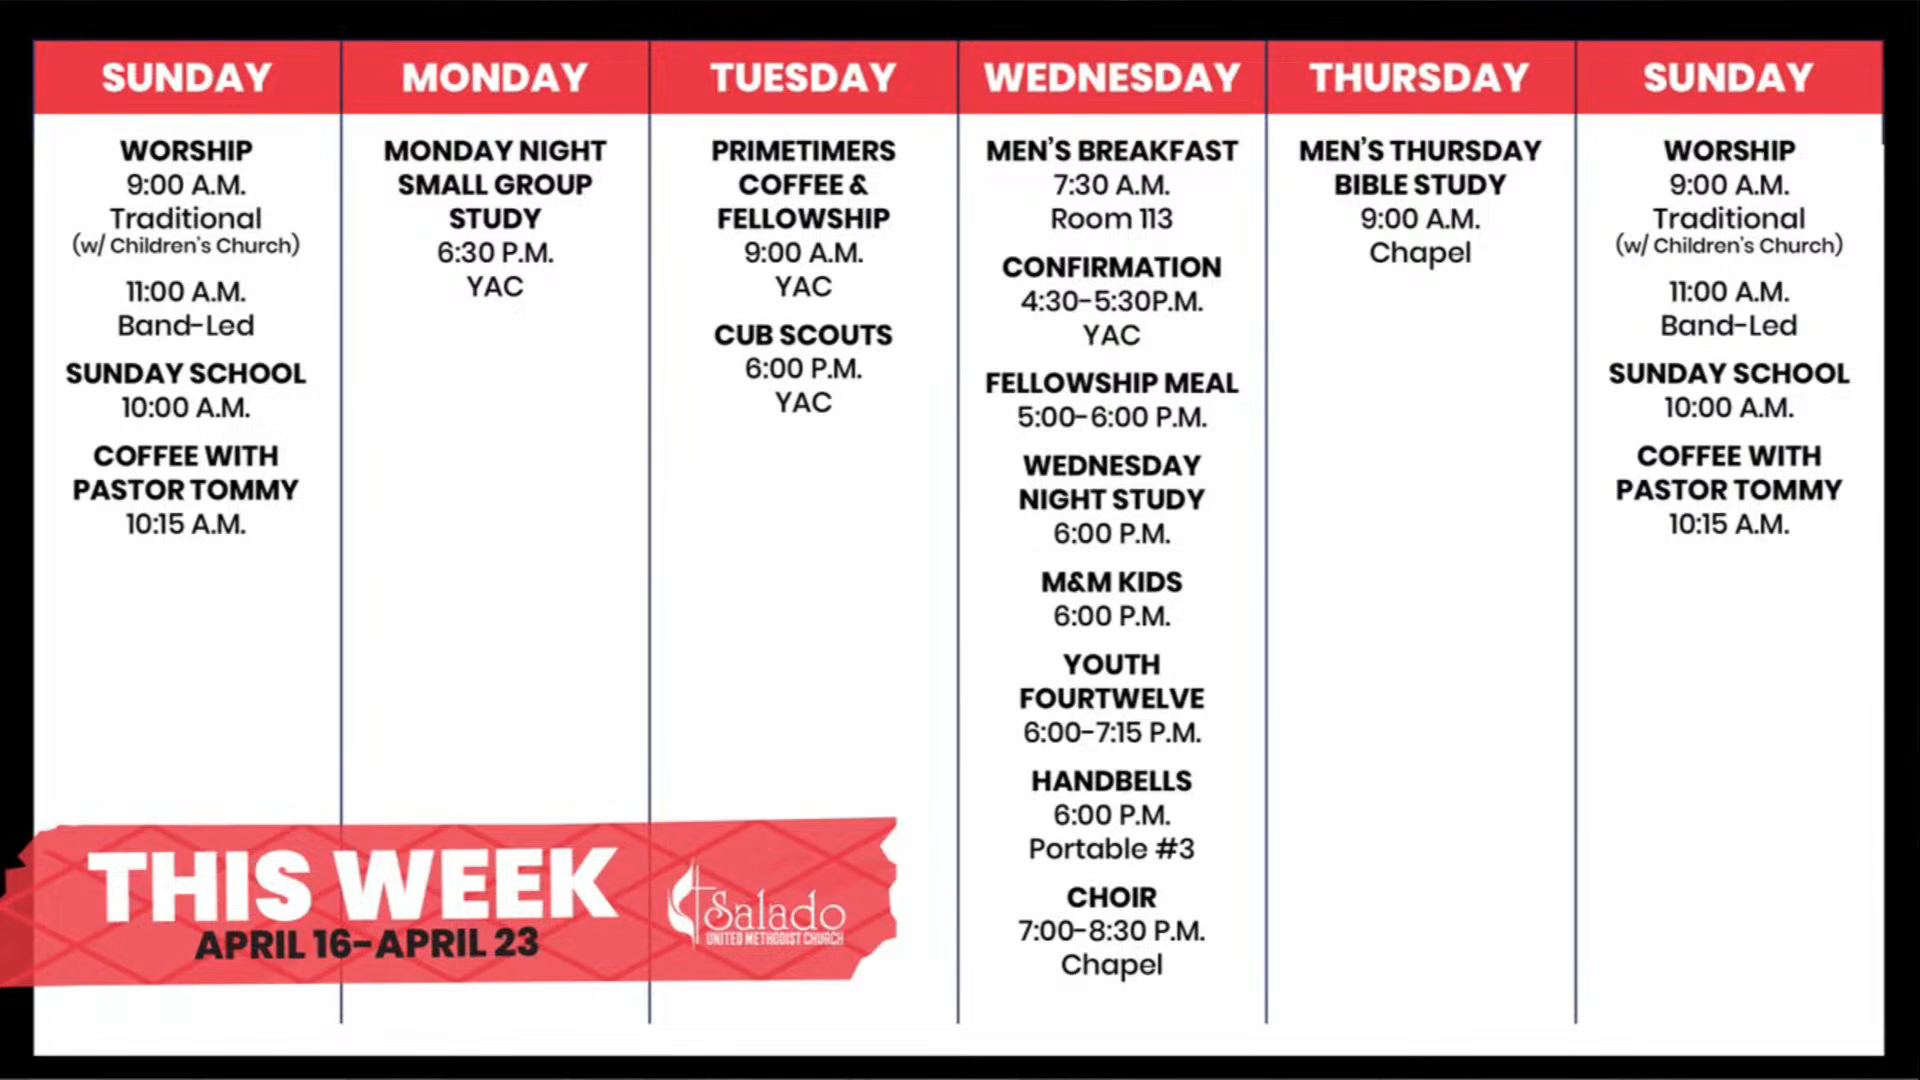 SUNDAY
WORSHIP
9:00 A.M.
Traditional
(w/ Children's Church)
11:00 A.M.
Band-Led
SUNDAY SCHOOL
10:00 A.M.
COFFEE WITH
PASTOR TOMMY
10:15 A.M.
MONDAY
MONDAY NIGHT
SMALL GROUP
STUDY
6:30 P.M.
YAC
TUESDAY
PRIMETIMERS
COFFEE &
FELLOWSHIP
9:00 A.M.
YAC
CUB SCOUTS
6:00 P.M.
YAC
WEDNESDAY
MEN'S BREAKFAST
7:30 A.M.
Room 113
CONFIRMATION
4:30-5:30P.M.
YAC
FELLOWSHIP MEAL
5:00-6:00 P.M.
WEDNESDAY
NIGHT STUDY
6:00 P.M.
M&M KIDS
6:00 P.M.
YOUTH
FOURTWELVE
6:00-7:15 P.M.
HANDBELLS
6:00 P.M.
Portable #3
CHOIR
7:00-8:30 P.M.
Chapel
THURSDAY
MEN'S THURSDAY
BIBLE STUDY
9:00 A.M.
Chapel
SUNDAY
WORSHIP
9:00 A.M.
Traditional
(w/ Children's Church)
11:00 A.M.
Band-Led
SUNDAY SCHOOL
10:00 A.M.
COFFEE WITH
PASTOR TOMMY
10:15 A.M.
THIS WEEK
APRIL 16-APRIL 23
Salado
UNITED METHODIST CHURCH